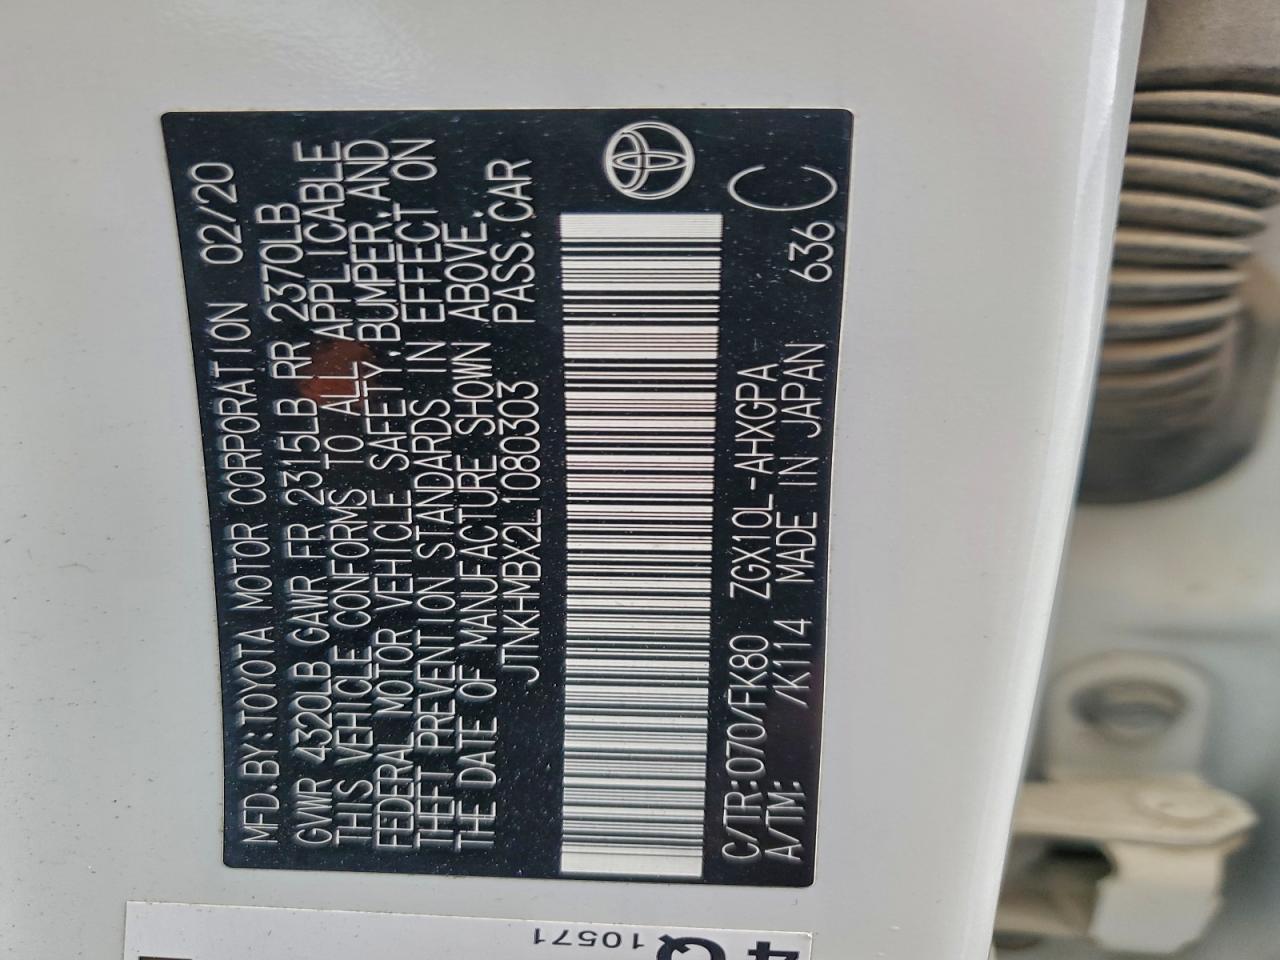 MFD.BY:TOYOTA MOTOR CORPORATION 02/20
GVWR 4320LB GAWR FR 2315LB RR 2370LB
THIS VEHICLE CONFORMS TO ALL APPLICABLE
FEDERAL MOTOR VEHICLE SAFETY,BUMPER,AND
THEFT PREVENTION STANDARDS IN EFFECT ON
THE DATE OF MANUFACTURE SHOWN ABOVE.
JTNKHMBX2L1080303 PASS.CAR
C/TR:070/FK80 ZGX10L-AHXGPA
A/TM: /K114 MADE IN JAPAN 636 C
10571